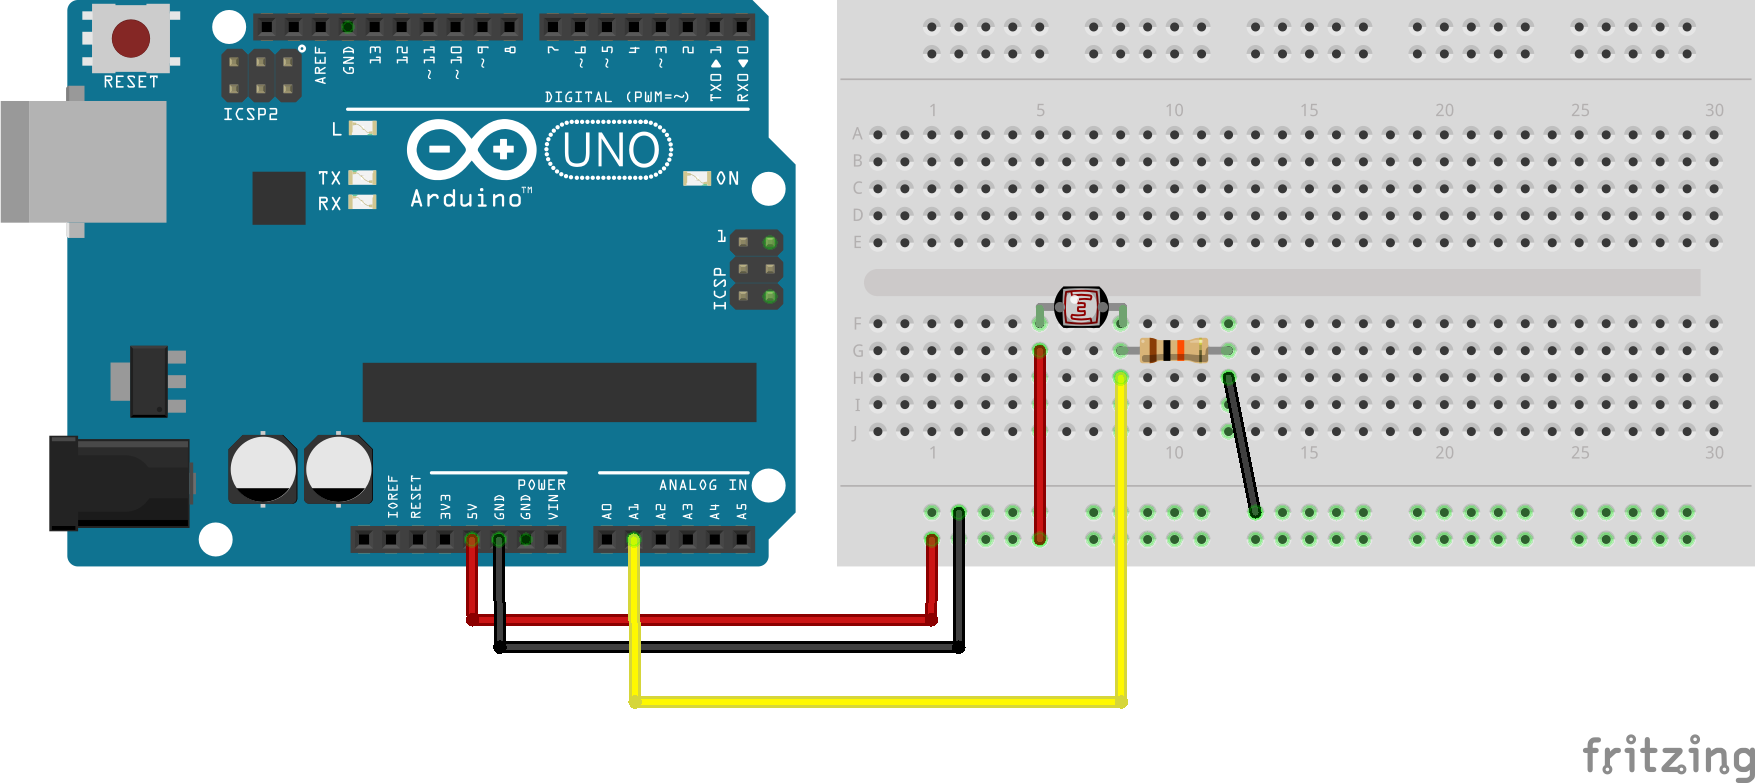 RESET
ICSP2
AREF
GND
13
12
~11
~10
~9
8
7
~6
~5
4
~3
2
TX0▶1
RX0◀0
DIGITAL (PWM=~)
L
TX
RX
UNO
Arduino™
ON
1
ICSP
IOREF
RESET
3V3
5V
GND
GND
VIN
POWER
ANALOG IN
A0
A1
A2
A3
A4
A5
1 5 10 15 20 25 30
A
B
C
D
E
F
G
H
I
J
1 10 15 20 25 30
fritzing